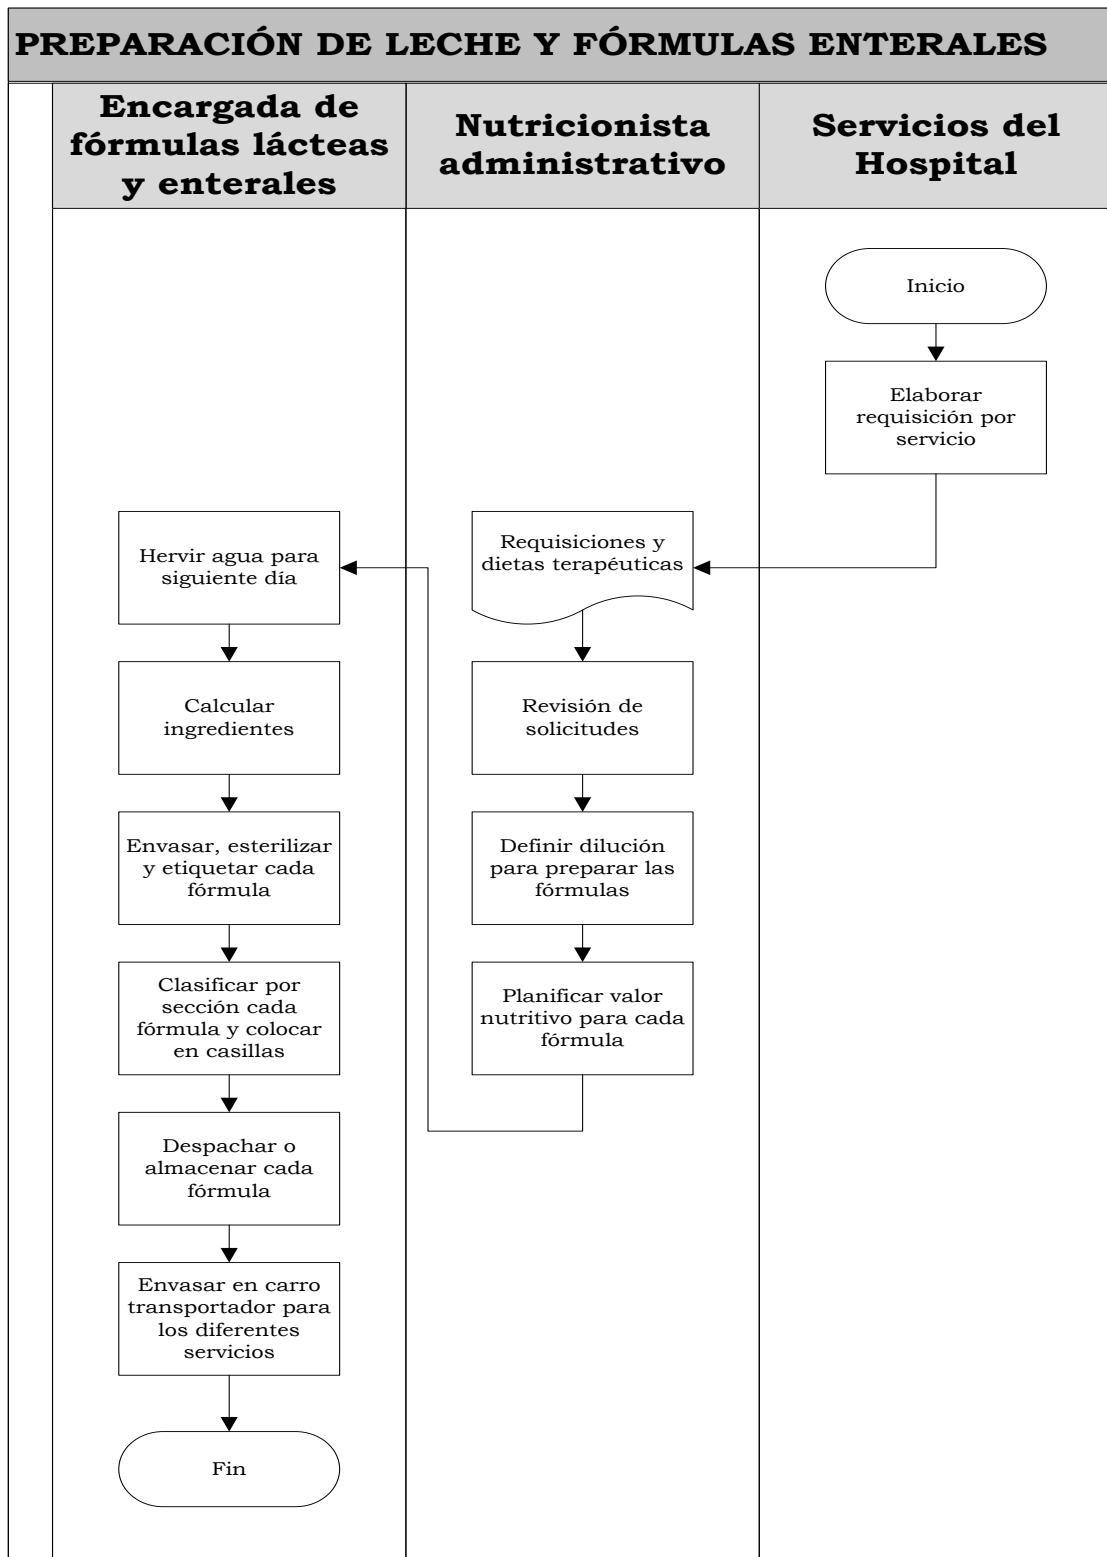 PREPARACIÓN DE LECHE Y FÓRMULAS ENTERALES
Encargada de
fórmulas lácteas
y enterales
Nutricionista
administrativo
Servicios del
Hospital
Inicio
Elaborar
requisición por
servicio
Requisiciones y
dietas terapéuticas
Revisión de
solicitudes
Definir dilución
para preparar las
fórmulas
Planificar valor
nutritivo para cada
fórmula
Hervir agua para
siguiente día
Calcular
ingredientes
Envasar, esterilizar
y etiquetar cada
fórmula
Clasificar por
sección cada
fórmula y colocar
en casillas
Despachar o
almacenar cada
fórmula
Envasar en carro
transportador para
los diferentes
servicios
Fin